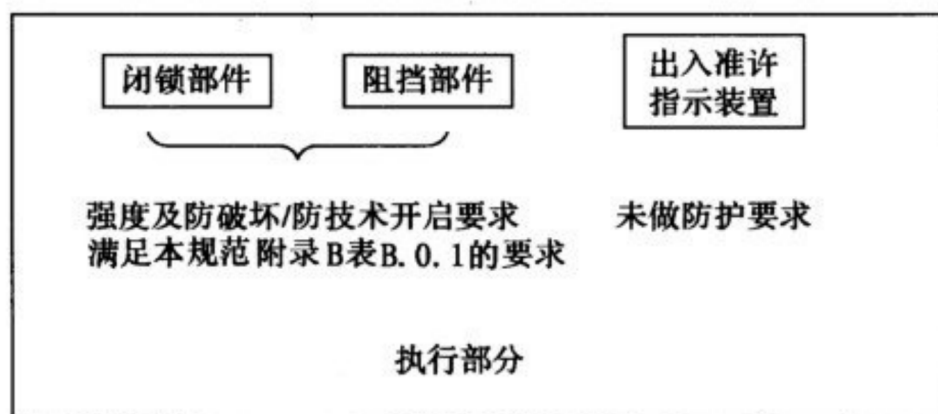 闭锁部件
阻挡部件
出入准许
指示装置
强度及防破坏/防技术开启要求
满足本规范附录B表B.0.1的要求
未做防护要求
执行部分